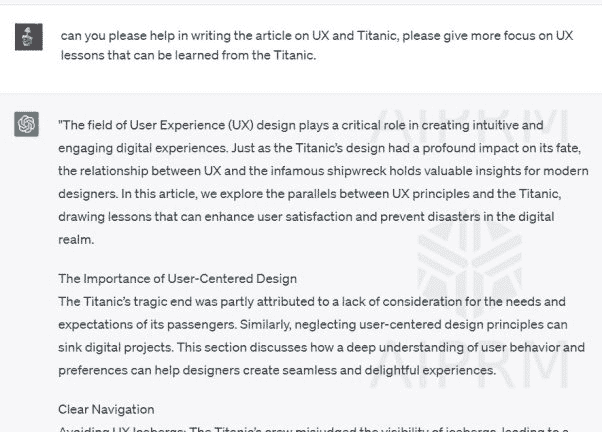 can you please help in writing the article on UX and Titanic, please give more focus on UX
lessons that can be learned from the Titanic.
"The field of User Experience (UX) design plays a critical role in creating intuitive and
engaging digital experiences. Just as the Titanic's design had a profound impact on its fate,
the relationship between UX and the infamous shipwreck holds valuable insights for modern
designers. In this article, we explore the parallels between UX principles and the Titanic,
drawing lessons that can enhance user satisfaction and prevent disasters in the digital
realm.
The Importance of User-Centered Design
The Titanic's tragic end was partly attributed to a lack of consideration for the needs and
expectations of its passengers. Similarly, neglecting user-centered design principles can
sink digital projects. This section discusses how a deep understanding of user behavior and
preferences can help designers create seamless and delightful experiences.
Clear Navigation
Avoiding UX Icebergs: The Titanic's crew misjudged the visibility of icebergs, leading to a
AIPRM
AIPRM